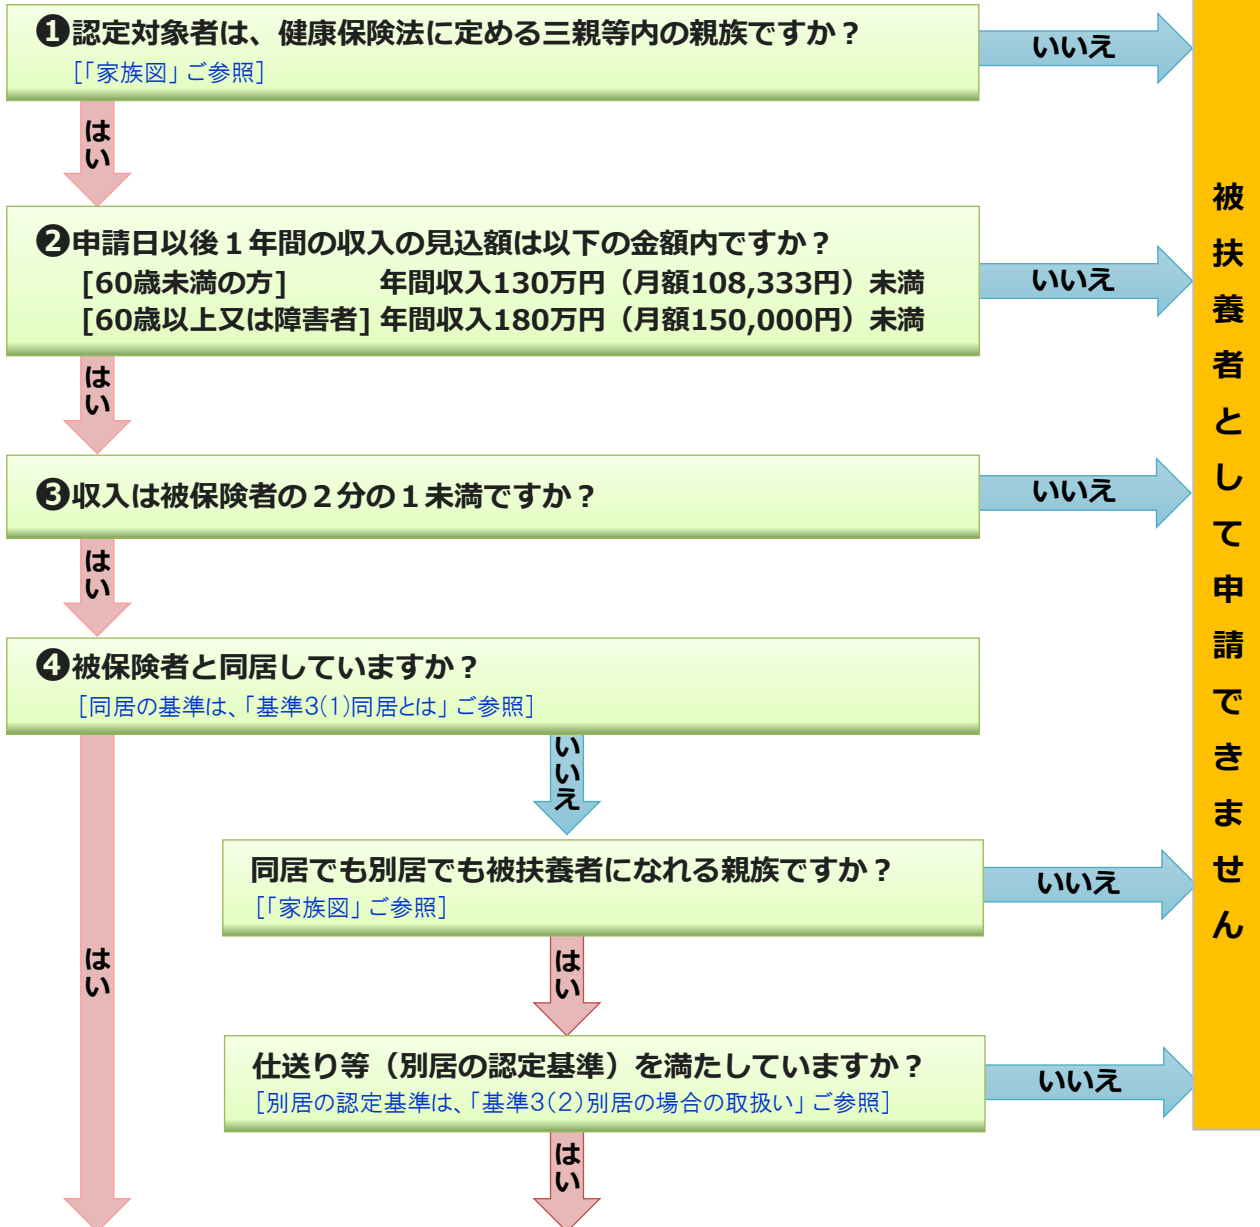 ❶認定対象者は、健康保険法に定める三親等内の親族ですか？
[「家族図」ご参照]
いいえ
はい
❷申請日以後１年間の収入の見込額は以下の金額内ですか？
[60歳未満の方] 年間収入130万円（月額108,333円）未満
[60歳以上又は障害者] 年間収入180万円（月額150,000円）未満
いいえ
はい
❸収入は被保険者の２分の１未満ですか？
いいえ
はい
❹被保険者と同居していますか？
[同居の基準は、「基準3(1)同居とは」ご参照]
いいえ
はい
同居でも別居でも被扶養者になれる親族ですか？
[「家族図」ご参照]
いいえ
はい
仕送り等（別居の認定基準）を満たしていますか？
[別居の認定基準は、「基準3(2)別居の場合の取扱い」ご参照]
いいえ
はい
被扶養者として申請できません